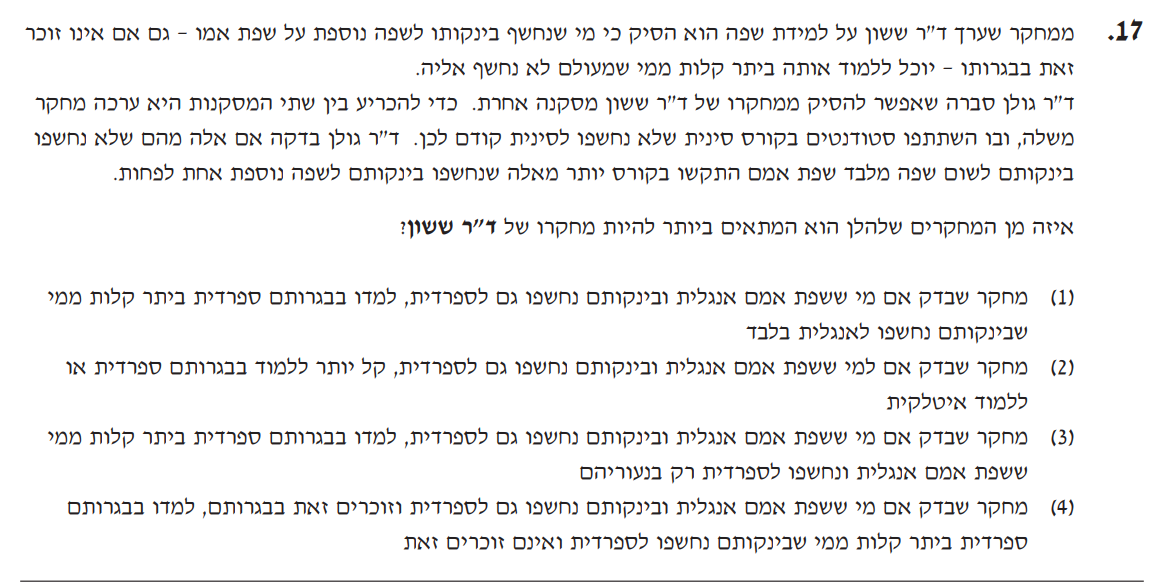 17. ממחקר שערך ד"ר ששון על למידת שפה הוא הסיק כי מי שנחשף בינקותו לשפה נוספת על שפת אמו - גם אם אינו זוכר
זאת בבגרותו - יוכל ללמוד אותה ביתר קלות ממי שמעולם לא נחשף אליה.
ד"ר גולן סברה שאפשר להסיק ממחקרו של ד"ר ששון מסקנה אחרת. כדי להכריע בין שתי המסקנות היא ערכה מחקר
משלה, ובו השתתפו סטודנטים בקורס סינית שלא נחשפו לסינית קודם לכן. ד"ר גולן בדקה אם אלה מהם שלא נחשפו
בינקותם לשום שפה מלבד שפת אמם התקשו בקורס יותר מאלה שנחשפו בינקותם לשפה נוספת אחת לפחות.
איזה מן המחקרים שלהלן הוא המתאים ביותר להיות מחקרו של ד"ר ששון?
(1) מחקר שבדק אם מי ששפת אמם אנגלית ובינקותם נחשפו גם לספרדית, למדו בבגרותם ספרדית ביתר קלות ממי
שבינקותם נחשפו לאנגלית בלבד
(2) מחקר שבדק אם למי ששפת אמם אנגלית ובינקותם נחשפו גם לספרדית, קל יותר ללמוד בבגרותם ספרדית או
ללמוד איטלקית
(3) מחקר שבדק אם מי ששפת אמם אנגלית ובינקותם נחשפו גם לספרדית, למדו בבגרותם ספרדית ביתר קלות ממי
ששפת אמם אנגלית ונחשפו לספרדית רק בנעוריהם
(4) מחקר שבדק אם מי ששפת אמם אנגלית ובינקותם נחשפו גם לספרדית וזוכרים זאת בבגרותם, למדו בבגרותם
ספרדית ביתר קלות ממי שבינקותם נחשפו לספרדית ואינם זוכרים זאת